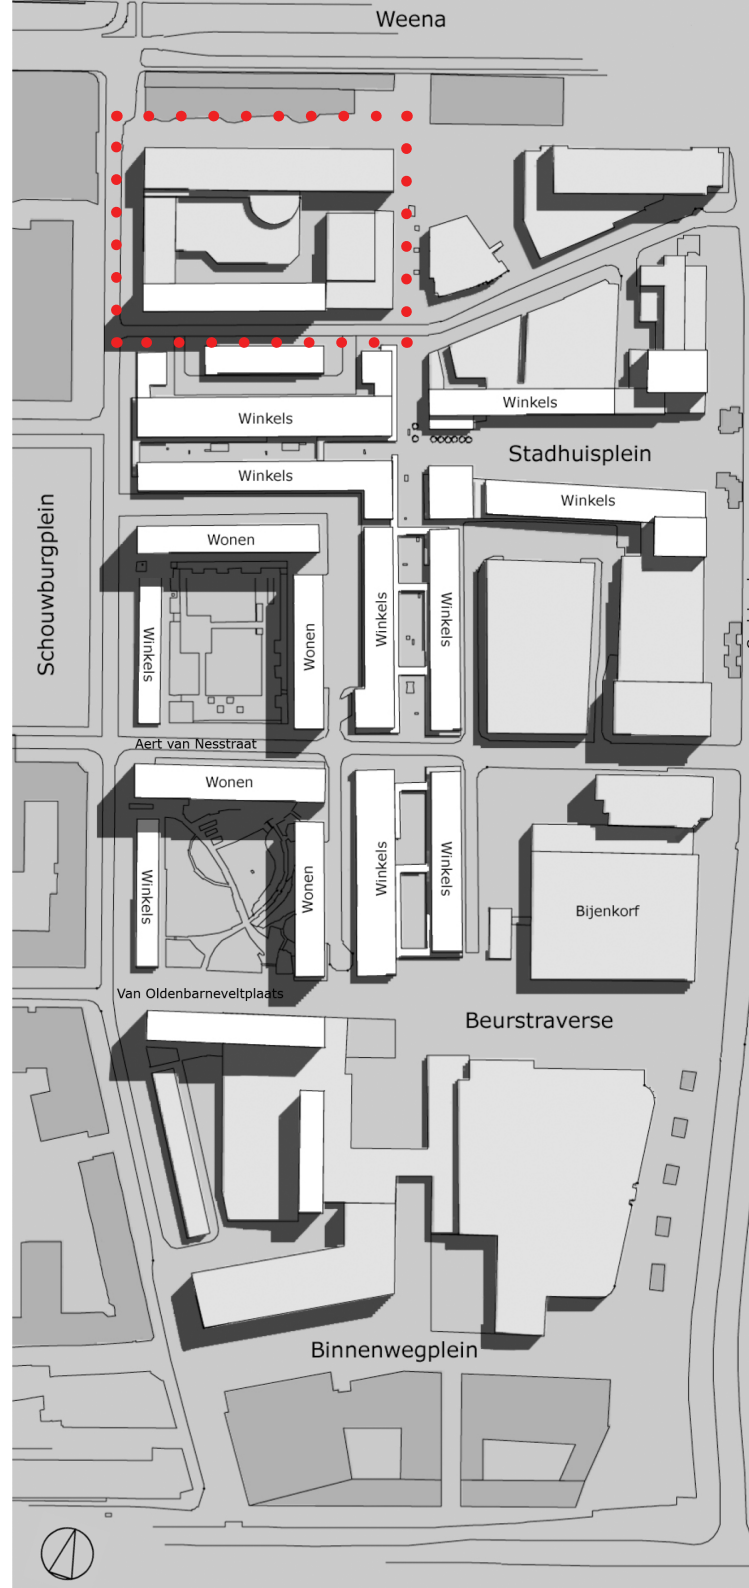 Weena
Winkels
Winkels
Stadhuisplein
Winkels
Winkels
Schouwburgplein
Wonen
Winkels
Wonen
Winkels
Winkels
Aert van Nesstraat
Wonen
Winkels
Wonen
Winkels
Winkels
Bijenkorf
Van Oldenbarneveltplaats
Beurstraverse
Binnenwegplein